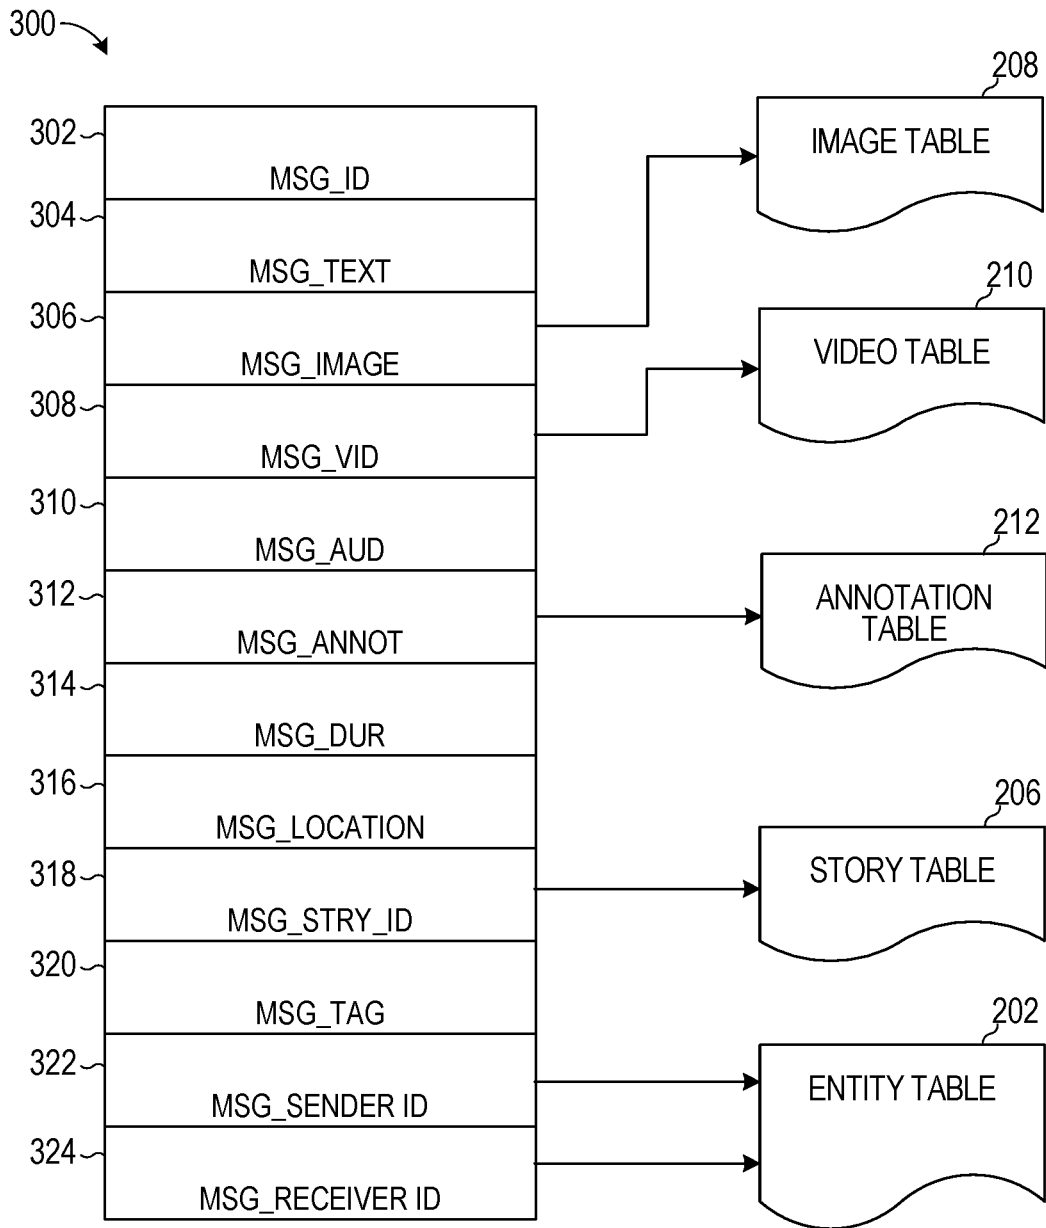 300
302
MSG_ID
304
MSG_TEXT
306
MSG_IMAGE
308
MSG_VID
310
MSG_AUD
312
MSG_ANNOT
314
MSG_DUR
316
MSG_LOCATION
318
MSG_STRY_ID
320
MSG_TAG
322
MSG_SENDER ID
324
MSG_RECEIVER ID
208
IMAGE TABLE
210
VIDEO TABLE
212
ANNOTATION
TABLE
206
STORY TABLE
202
ENTITY TABLE